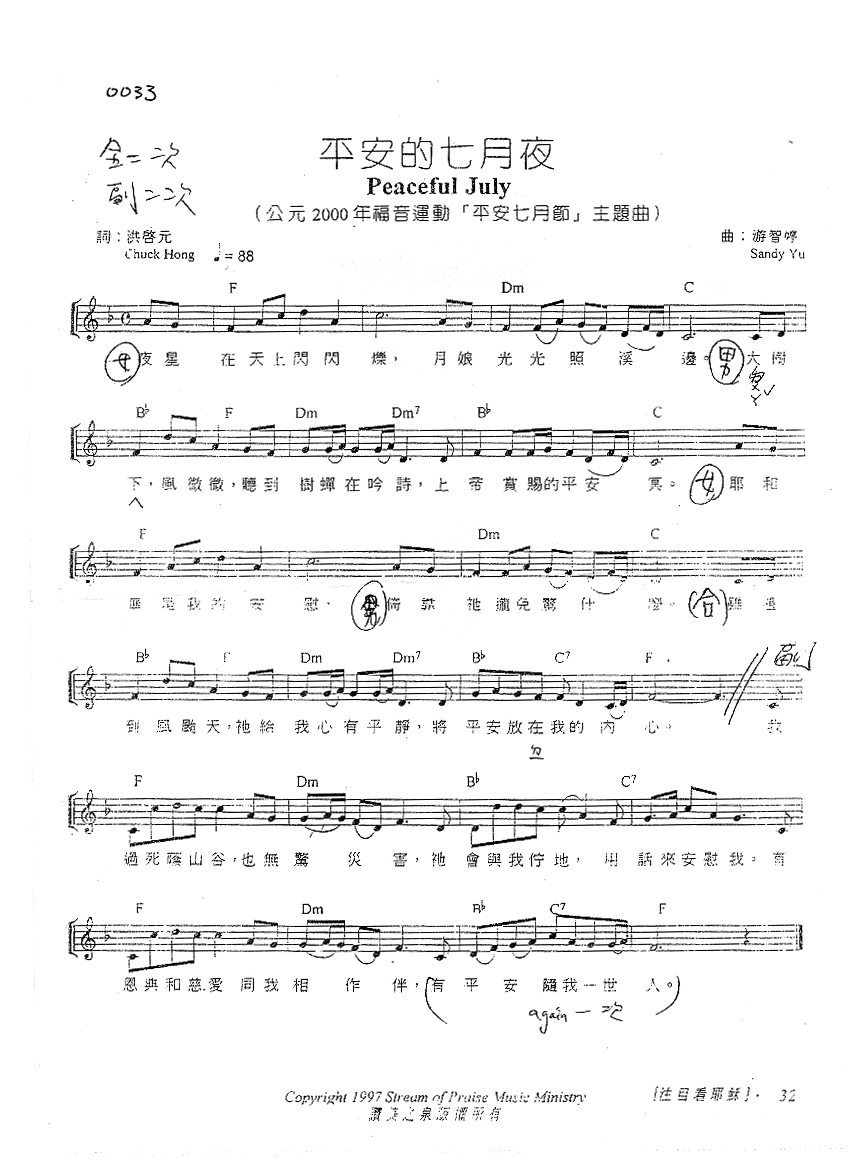 0033
全二次
副二次
平安的七月夜
Peaceful July
(公元2000年福音運動「平安七月節」主題曲)
詞：洪啓元
Chuck Hong
♩= 88
曲：游智婷
Sandy Yu
F Dm C
女 夜星 在天上閃閃 爍， 月娘 光光照 溪 邊。 男 大樹
B♭ F Dm Dm7 B♭ C
下，風微微，聽到 樹蟬在吟詩，上帝賞賜的平安 冥。 女 耶和
F Dm C
華是我的安慰， 男 倚 祂 免驚 什 合
B♭ F Dm Dm7 B♭ C7 F 副
到風颱天，祂給 我心有平靜，將 平安放在我的內 心。 我
F Dm B♭ C7
過死蔭山谷，也無驚 災 害，祂 會與我佇地， 用 話來安慰我。有
F Dm B♭ C7 F
恩典和慈愛 同我 相 作 伴，(有 平 安 隨我一世 人。)
again 一次
Copyright 1997 Stream of Praise Music Ministry
讚美之泉版權所有
[注目看耶穌]． 32